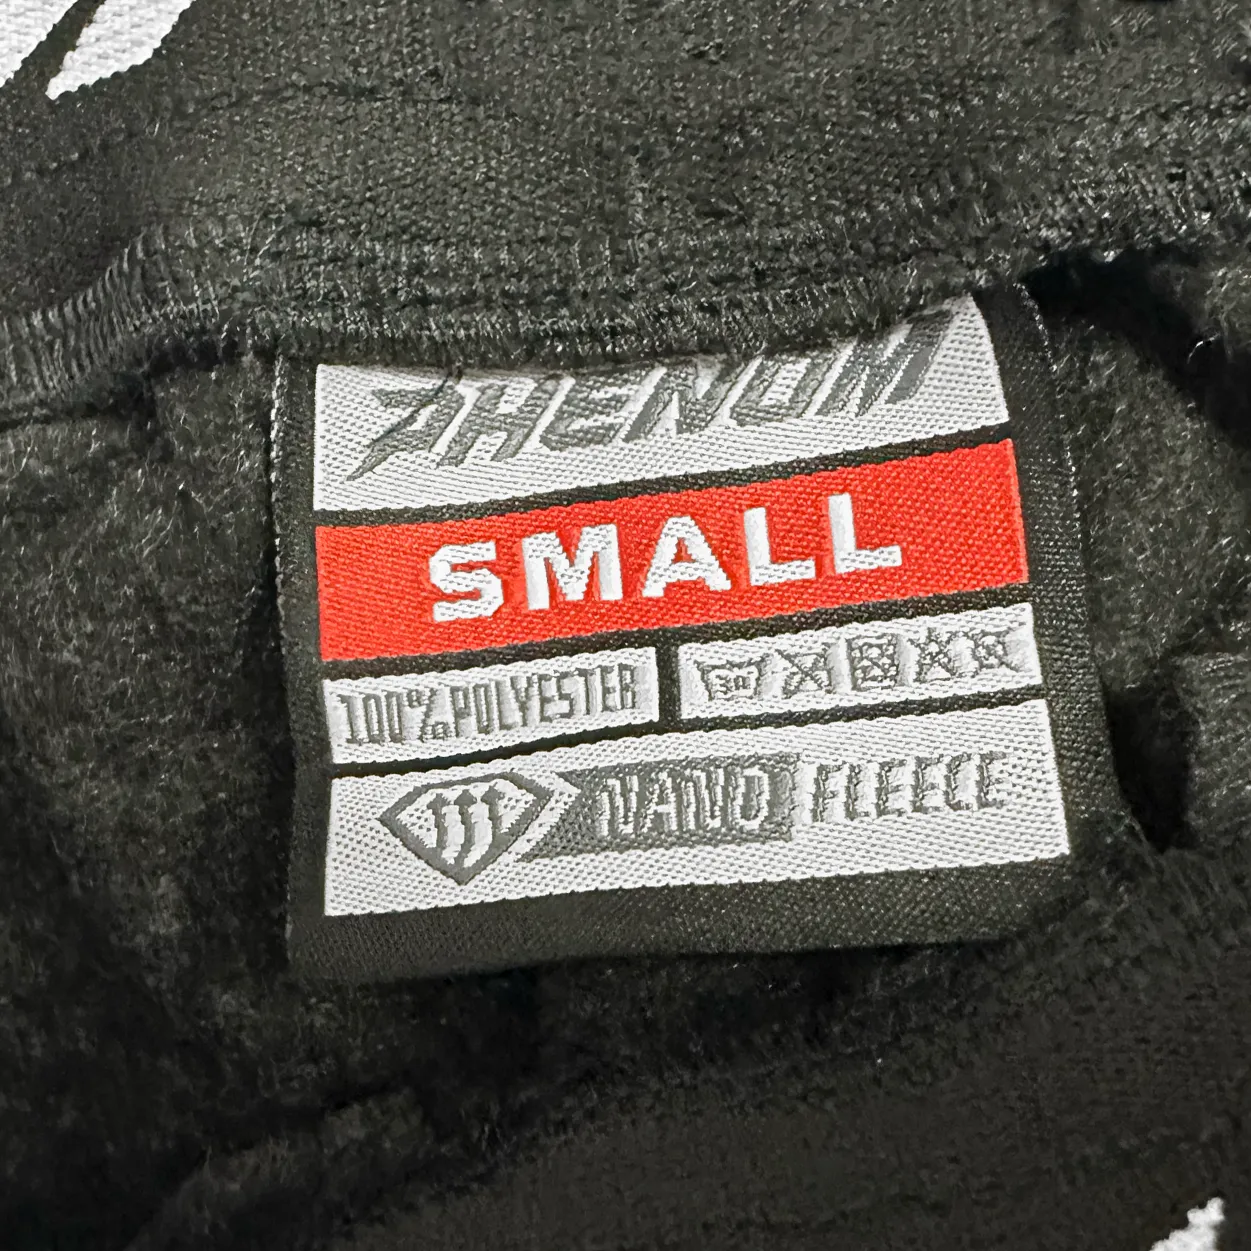 PHENOM
SMALL
100% POLYESTER
NANO FLEECE